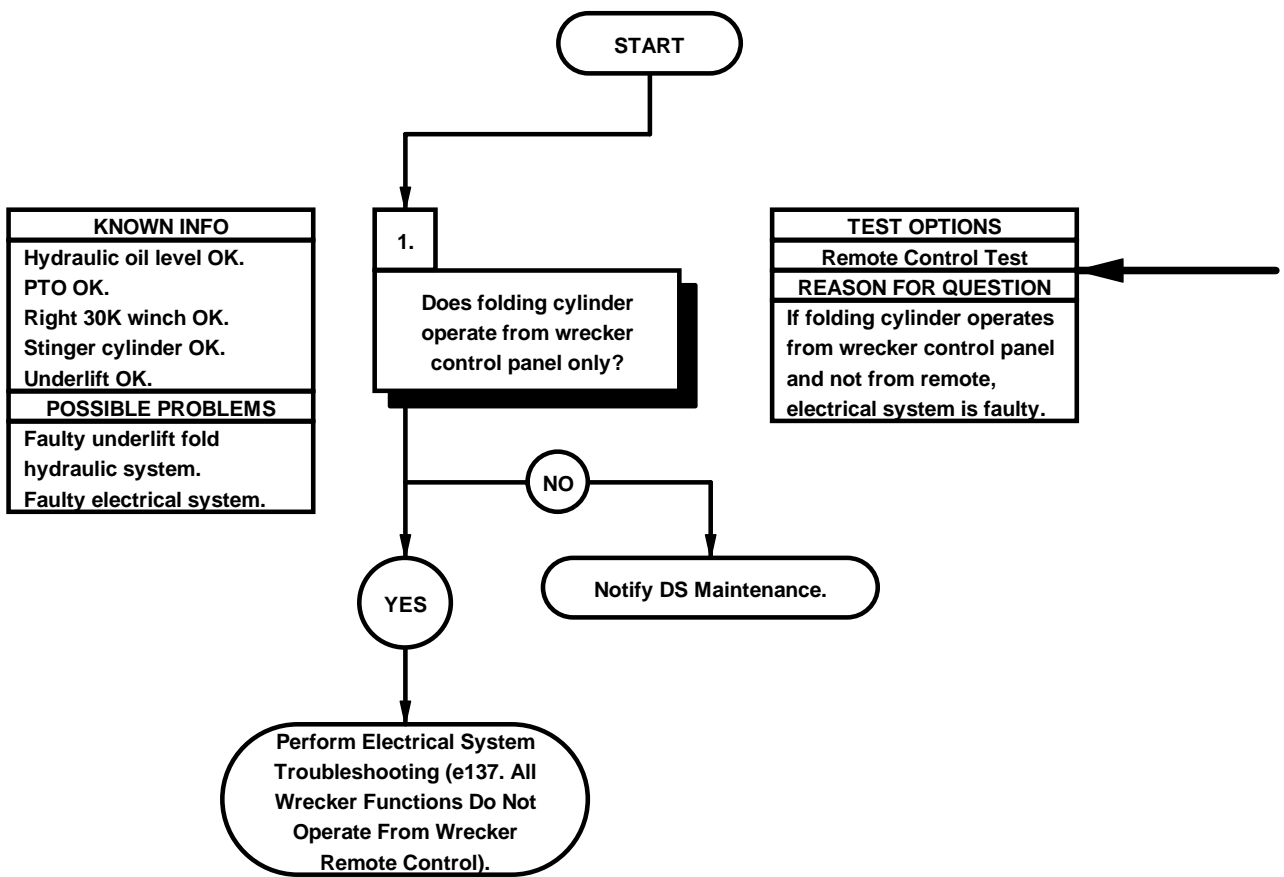 START
KNOWN INFO
Hydraulic oil level OK.
PTO OK.
Right 30K winch OK.
Stinger cylinder OK.
Underlift OK.
POSSIBLE PROBLEMS
Faulty underlift fold
hydraulic system.
Faulty electrical system.
1.
Does folding cylinder
operate from wrecker
control panel only?
TEST OPTIONS
Remote Control Test
REASON FOR QUESTION
If folding cylinder operates
from wrecker control panel
and not from remote,
electrical system is faulty.
NO
Notify DS Maintenance.
YES
Perform Electrical System
Troubleshooting (e137. All
Wrecker Functions Do Not
Operate From Wrecker
Remote Control).